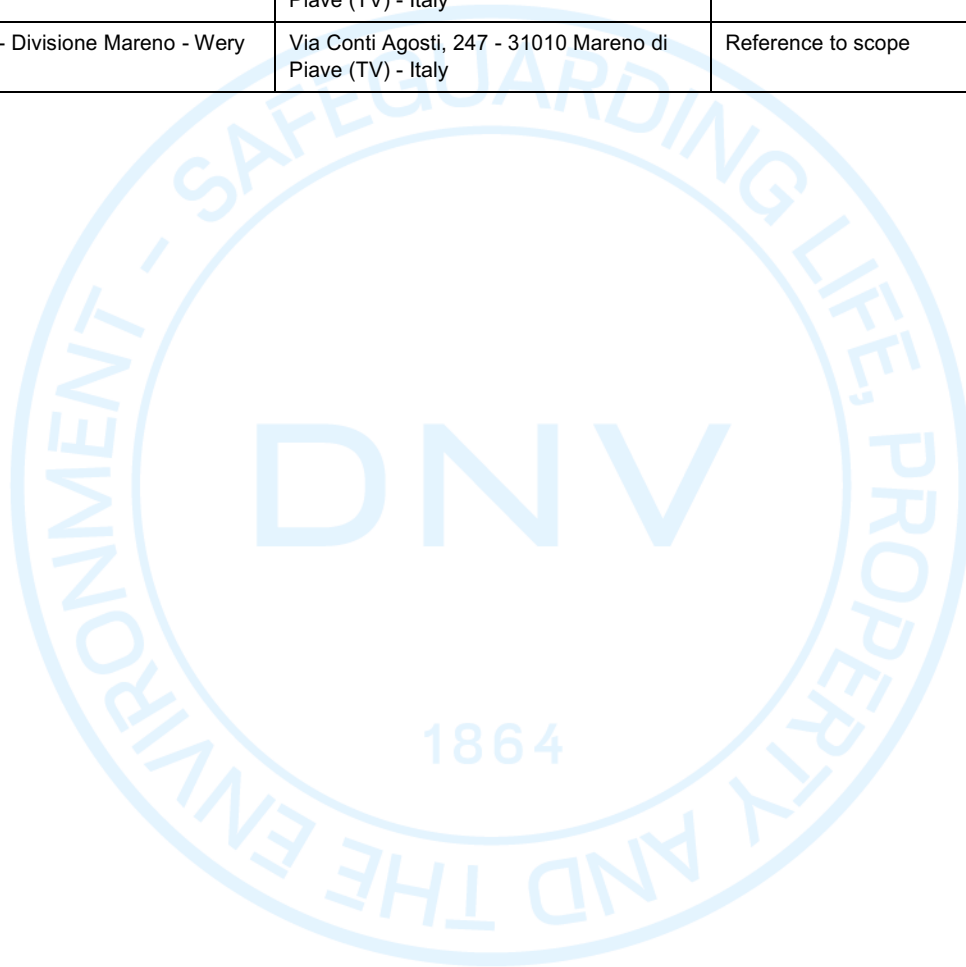 Piave (TV) - Italy
- Divisione Mareno - Wery
Via Conti Agosti, 247 - 31010 Mareno di
Piave (TV) - Italy
Reference to scope
SAFEGUARDING LIFE, PROPERTY AND THE ENVIRONMENT -
DNV
1864